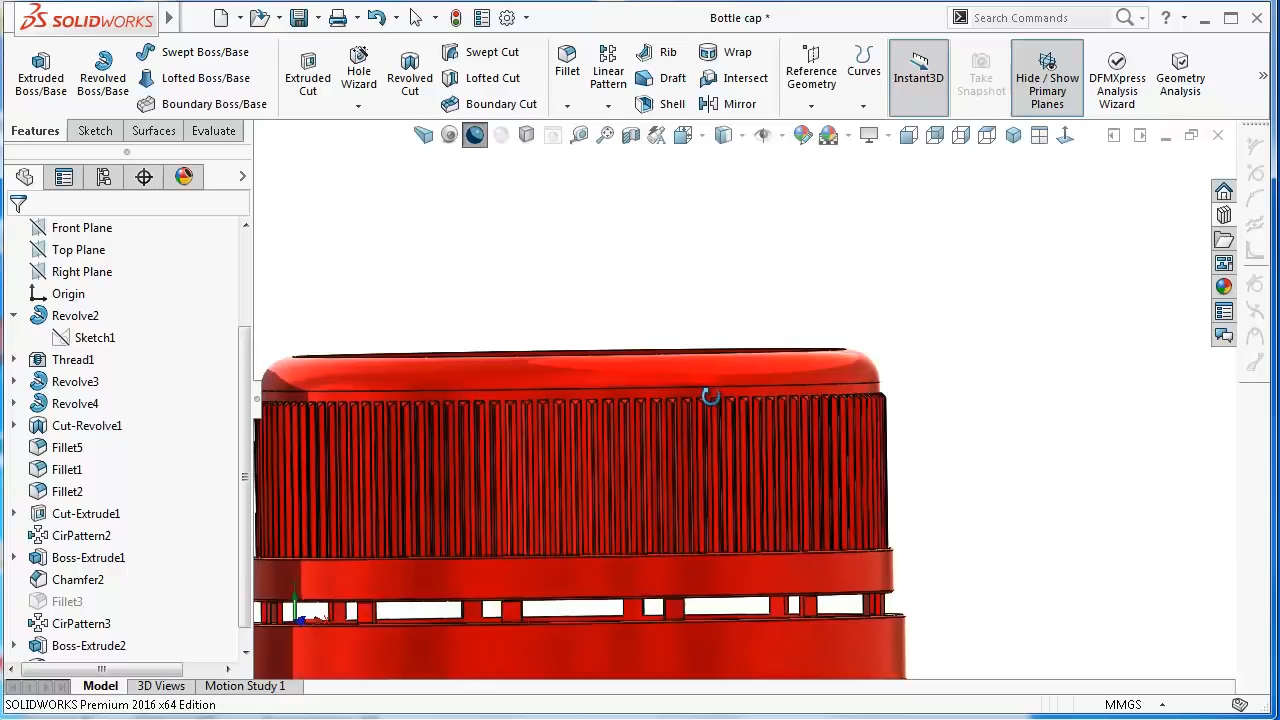 SOLIDWORKS
Bottle cap *
Search Commands
?
Extruded Boss/Base
Revolved Boss/Base
Swept Boss/Base
Lofted Boss/Base
Boundary Boss/Base
Extruded Cut
Hole Wizard
Revolved Cut
Swept Cut
Lofted Cut
Boundary Cut
Fillet
Linear Pattern
Rib
Draft
Shell
Wrap
Intersect
Mirror
Reference Geometry
Curves
Instant3D
Take Snapshot
Hide / Show Primary Planes
DFMXpress Analysis Wizard
Geometry Analysis
Features
Sketch
Surfaces
Evaluate
Front Plane
Top Plane
Right Plane
Origin
Revolve2
Sketch1
Thread1
Revolve3
Revolve4
Cut-Revolve1
Fillet5
Fillet1
Fillet2
Cut-Extrude1
CirPattern2
Boss-Extrude1
Chamfer2
Fillet3
CirPattern3
Boss-Extrude2
Model
3D Views
Motion Study 1
SOLIDWORKS Premium 2016 x64 Edition
MMGS